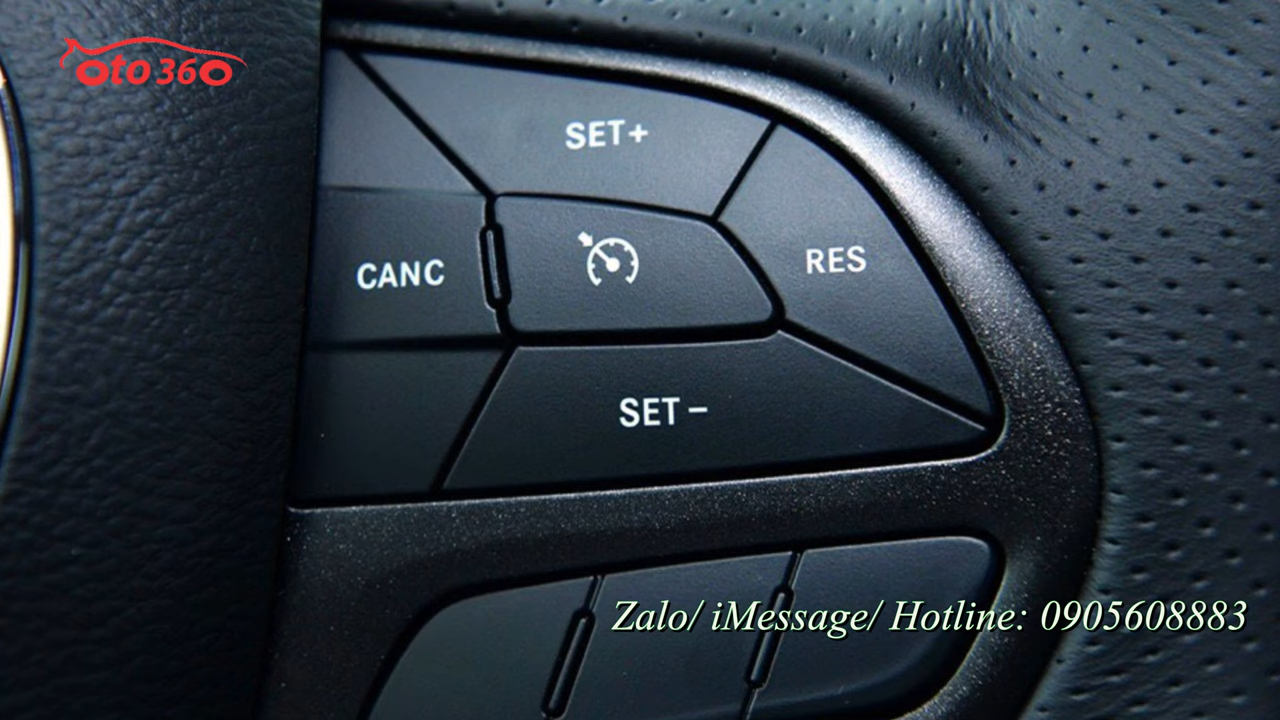 oto360
SET+
CANC
RES
SET –
Zalo/ iMessage/ Hotline: 0905608883